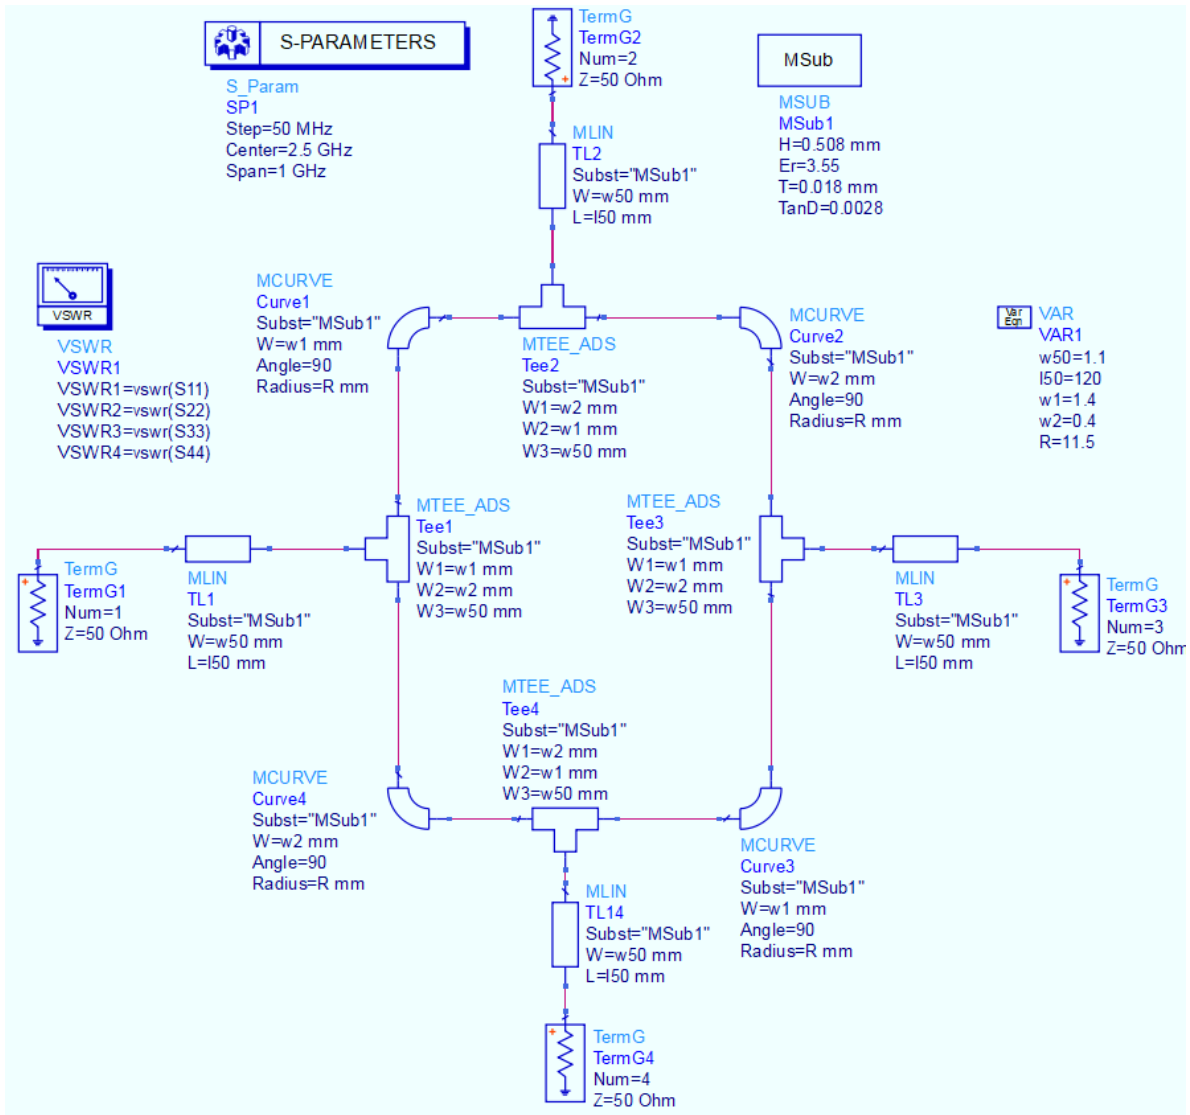 S-PARAMETERS
S_Param
SP1
Step=50 MHz
Center=2.5 GHz
Span=1 GHz
TermG
TermG2
Num=2
Z=50 Ohm
MSub
MSUB
MSub1
H=0.508 mm
Er=3.55
T=0.018 mm
TanD=0.0028
MLIN
TL2
Subst="MSub1"
W=w50 mm
L=l50 mm
VSWR
VSWR
VSWR1
VSWR1=vswr(S11)
VSWR2=vswr(S22)
VSWR3=vswr(S33)
VSWR4=vswr(S44)
MCURVE
Curve1
Subst="MSub1"
W=w1 mm
Angle=90
Radius=R mm
MTEE_ADS
Tee2
Subst="MSub1"
W1=w2 mm
W2=w1 mm
W3=w50 mm
MCURVE
Curve2
Subst="MSub1"
W=w2 mm
Angle=90
Radius=R mm
Var
Eqn
VAR
VAR1
w50=1.1
l50=120
w1=1.4
w2=0.4
R=11.5
TermG
TermG1
Num=1
Z=50 Ohm
MLIN
TL1
Subst="MSub1"
W=w50 mm
L=l50 mm
MTEE_ADS
Tee1
Subst="MSub1"
W1=w1 mm
W2=w2 mm
W3=w50 mm
MTEE_ADS
Tee3
Subst="MSub1"
W1=w1 mm
W2=w2 mm
W3=w50 mm
MLIN
TL3
Subst="MSub1"
W=w50 mm
L=l50 mm
TermG
TermG3
Num=3
Z=50 Ohm
MTEE_ADS
Tee4
Subst="MSub1"
W1=w2 mm
W2=w1 mm
W3=w50 mm
MCURVE
Curve4
Subst="MSub1"
W=w2 mm
Angle=90
Radius=R mm
MCURVE
Curve3
Subst="MSub1"
W=w1 mm
Angle=90
Radius=R mm
MLIN
TL14
Subst="MSub1"
W=w50 mm
L=l50 mm
TermG
TermG4
Num=4
Z=50 Ohm